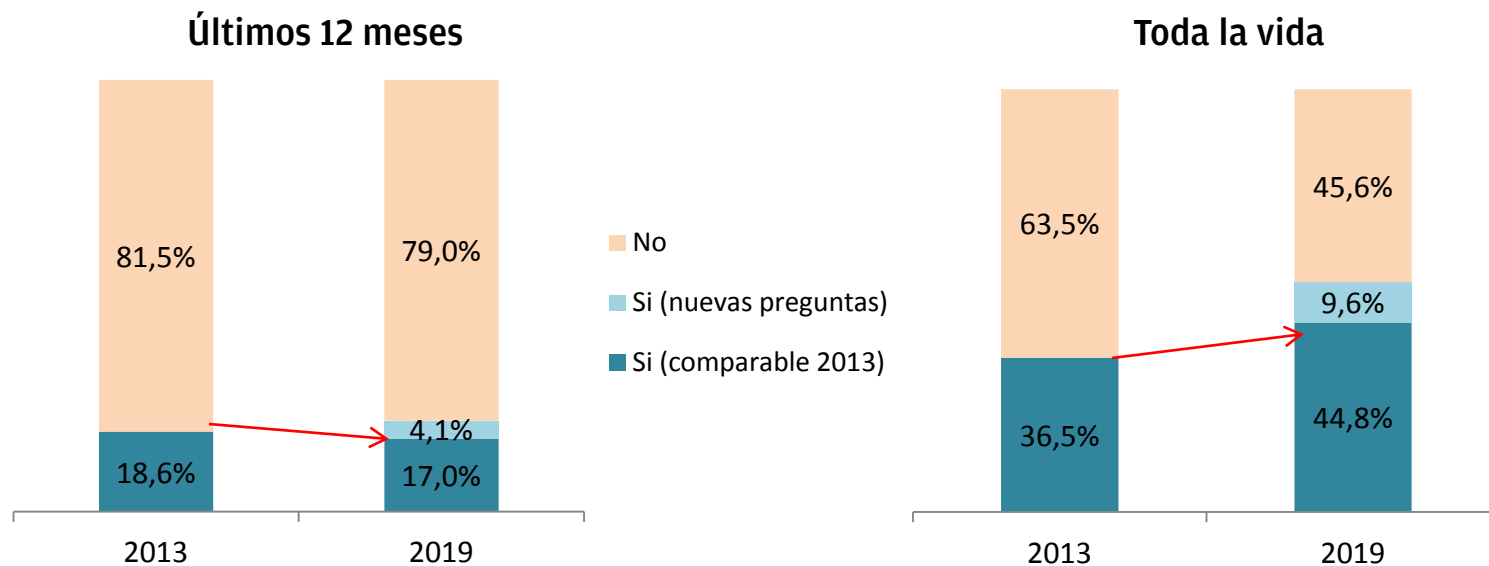 Últimos 12 meses
81,5%
79,0%
4,1%
18,6%
17,0%
2013
2019
No
Si (nuevas preguntas)
Si (comparable 2013)
Toda la vida
63,5%
45,6%
9,6%
36,5%
44,8%
2013
2019